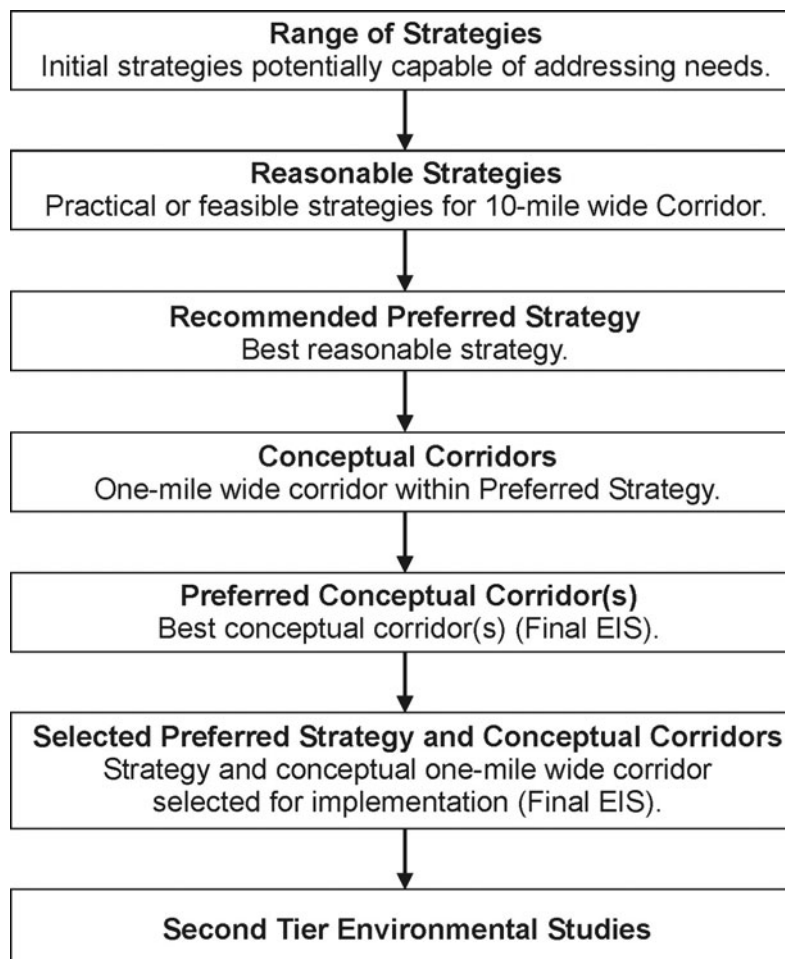 Range of Strategies
Initial strategies potentially capable of addressing needs.
Reasonable Strategies
Practical or feasible strategies for 10-mile wide Corridor.
Recommended Preferred Strategy
Best reasonable strategy.
Conceptual Corridors
One-mile wide corridor within Preferred Strategy.
Preferred Conceptual Corridor(s)
Best conceptual corridor(s) (Final EIS).
Selected Preferred Strategy and Conceptual Corridors
Strategy and conceptual one-mile wide corridor
selected for implementation (Final EIS).
Second Tier Environmental Studies